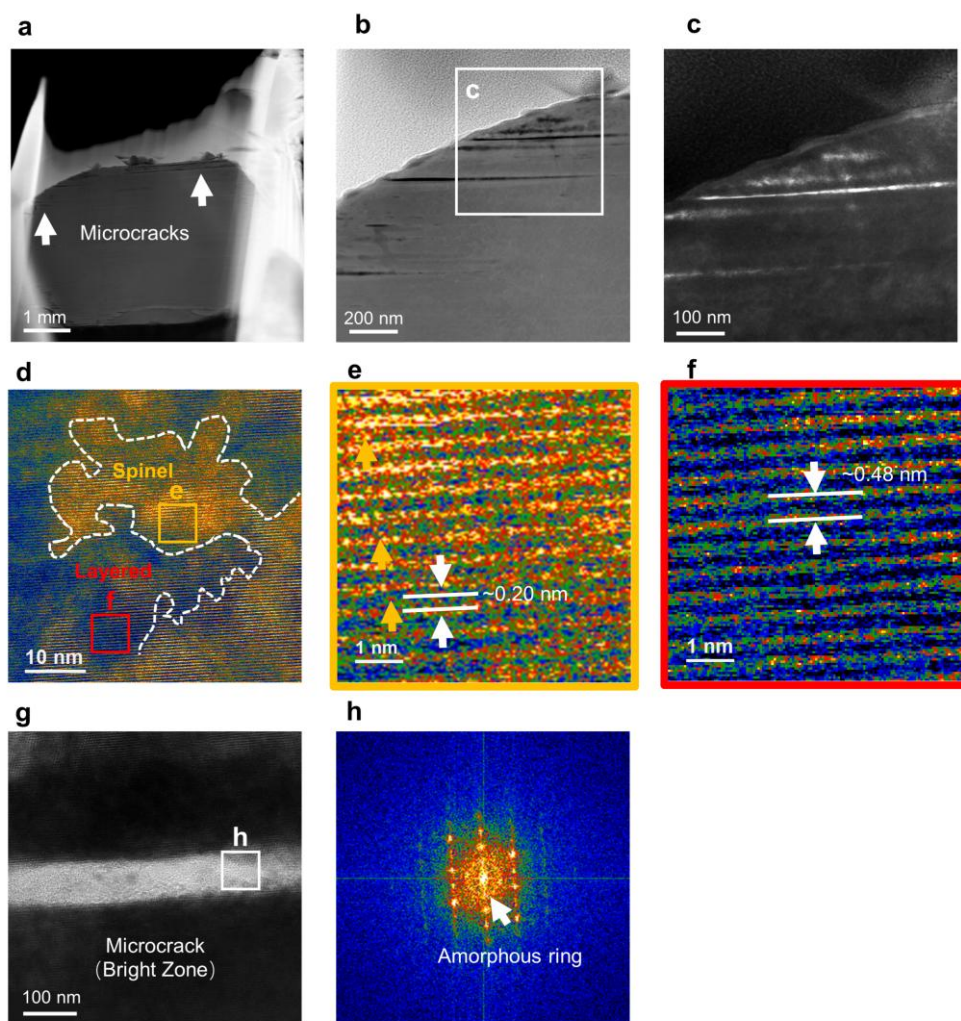 a
b
c
c
Microcracks
1 mm
200 nm
100 nm
d
e
f
Spinel
e
Layered
f
10 nm
~0.20 nm
1 nm
~0.48 nm
1 nm
g
h
h
Microcrack
(Bright Zone)
100 nm
Amorphous ring